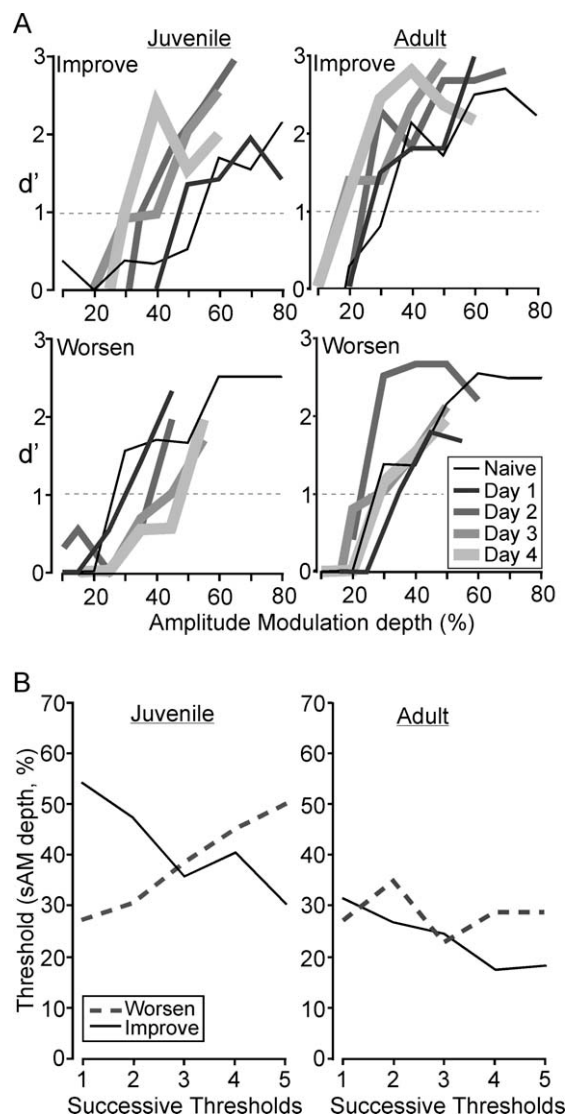 A
Juvenile
Adult
Improve
Improve
3
2
d'
1
0
3
2
1
0
20 40 60 80
20 40 60 80
Worsen
Worsen
3
2
d'
1
0
3
2
1
0
Naive
Day 1
Day 2
Day 3
Day 4
20 40 60 80
20 40 60 80
Amplitude Modulation depth (%)
B
Juvenile
Adult
Threshold (sAM depth, %)
70
60
50
40
30
20
10
0
70
60
50
40
30
20
10
0
Worsen
Improve
1 2 3 4 5
1 2 3 4 5
Successive Thresholds
Successive Thresholds